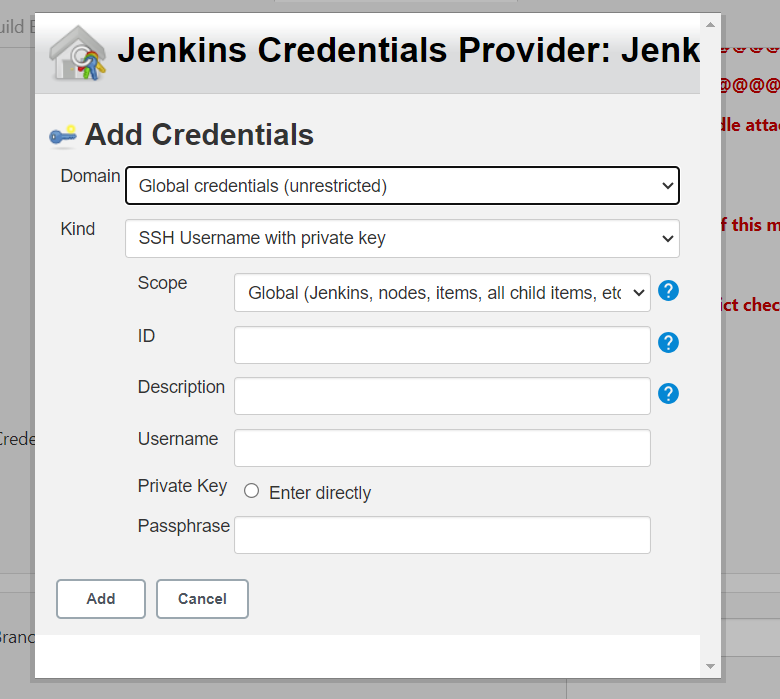 uild E
Jenkins Credentials Provider: Jenk
@@@@
@@@@
Add Credentials
dle atta
Domain Global credentials (unrestricted)
f this m
Kind SSH Username with private key
Scope Global (Jenkins, nodes, items, all child items, etc
ict chec
ID
Description
Crede
Username
Private Key Enter directly
Passphrase
Add Cancel
Branc